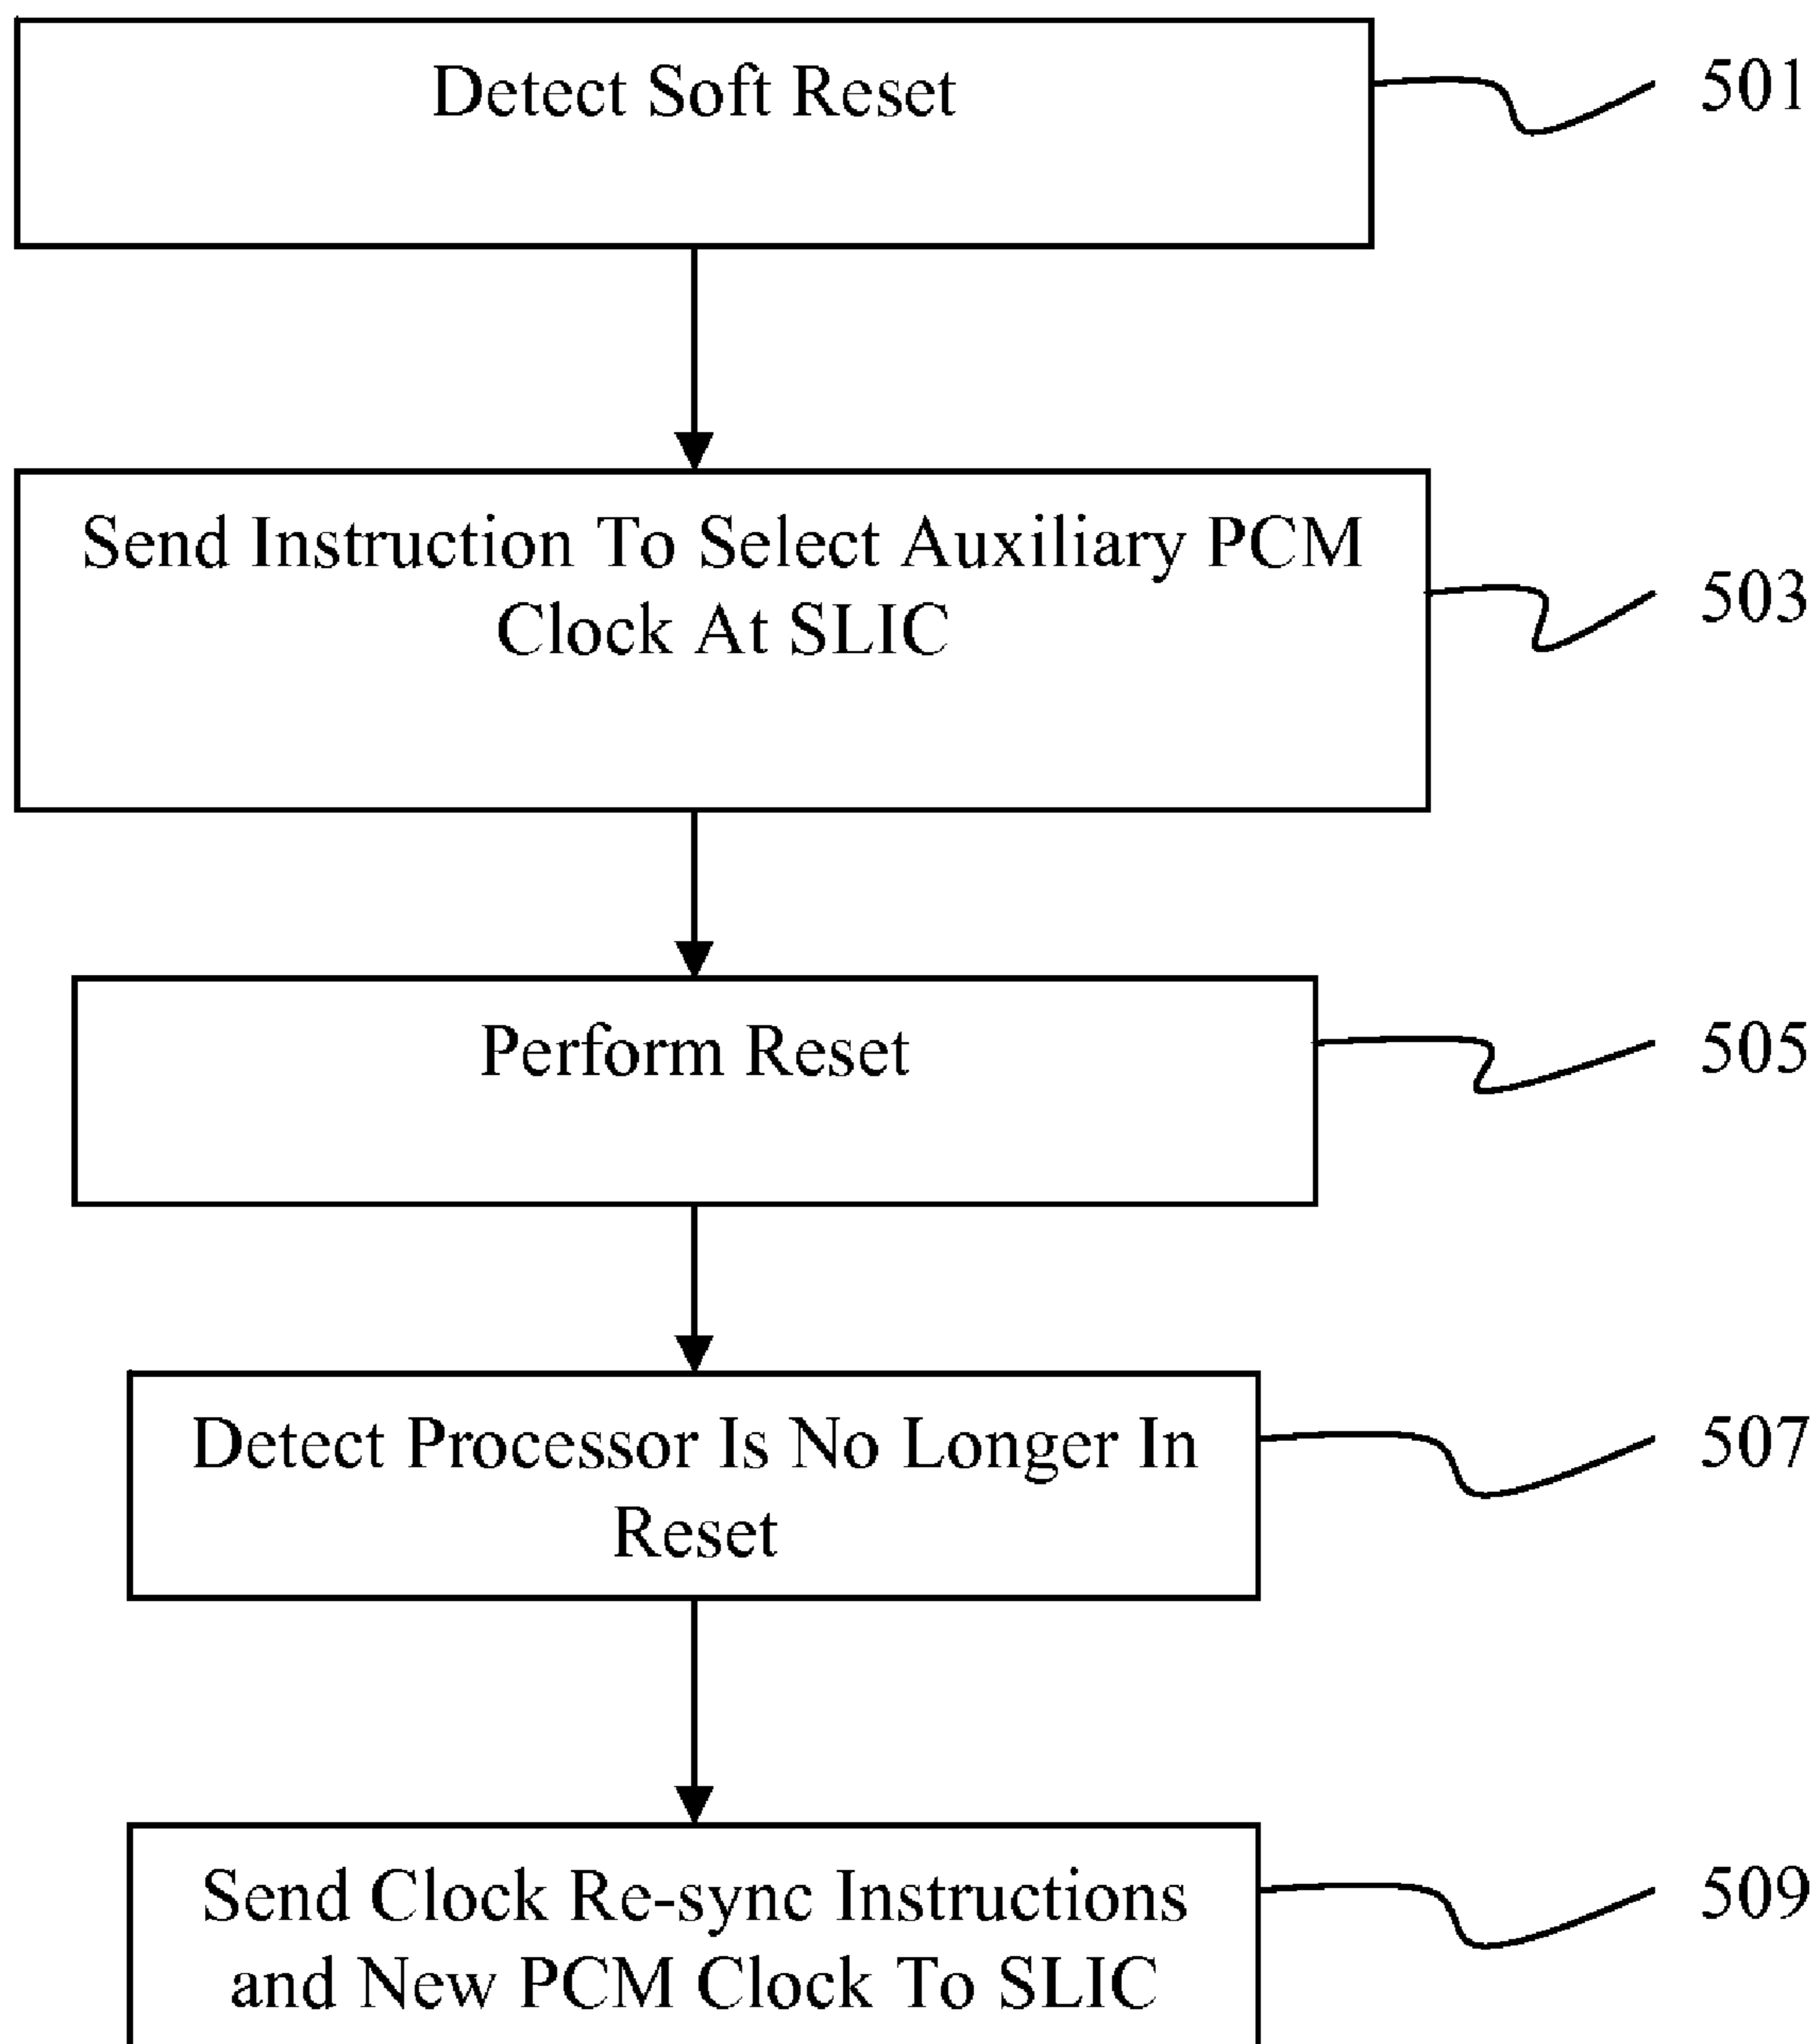 Detect Soft Reset
501
Send Instruction To Select Auxiliary PCM
Clock At SLIC
503
Perform Reset
505
Detect Processor Is No Longer In
Reset
507
Send Clock Re-sync Instructions
and New PCM Clock To SLIC
509